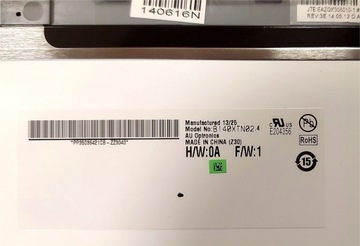 140616N
Manufactured 13/25
Model No: B140XTN02.4
AU Optronics
MADE IN CHINA (Z30)
H/W:0A F/W:1
E204356
Pb
RoHS
15